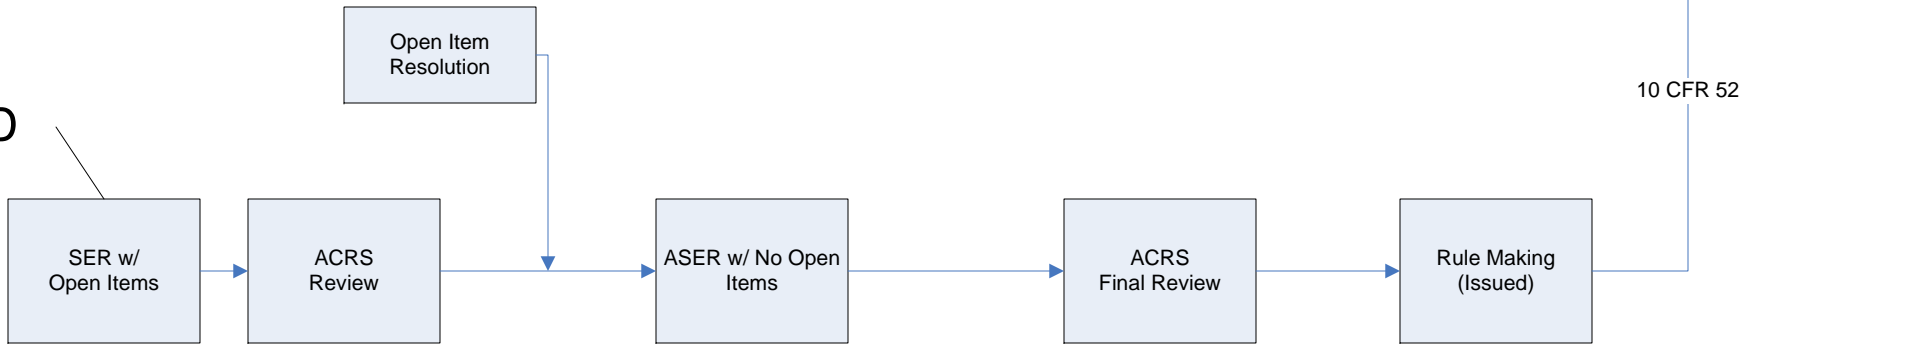 Open Item
Resolution
10 CFR 52
SER w/
Open Items
ACRS
Review
ASER w/ No Open
Items
ACRS
Final Review
Rule Making
(Issued)